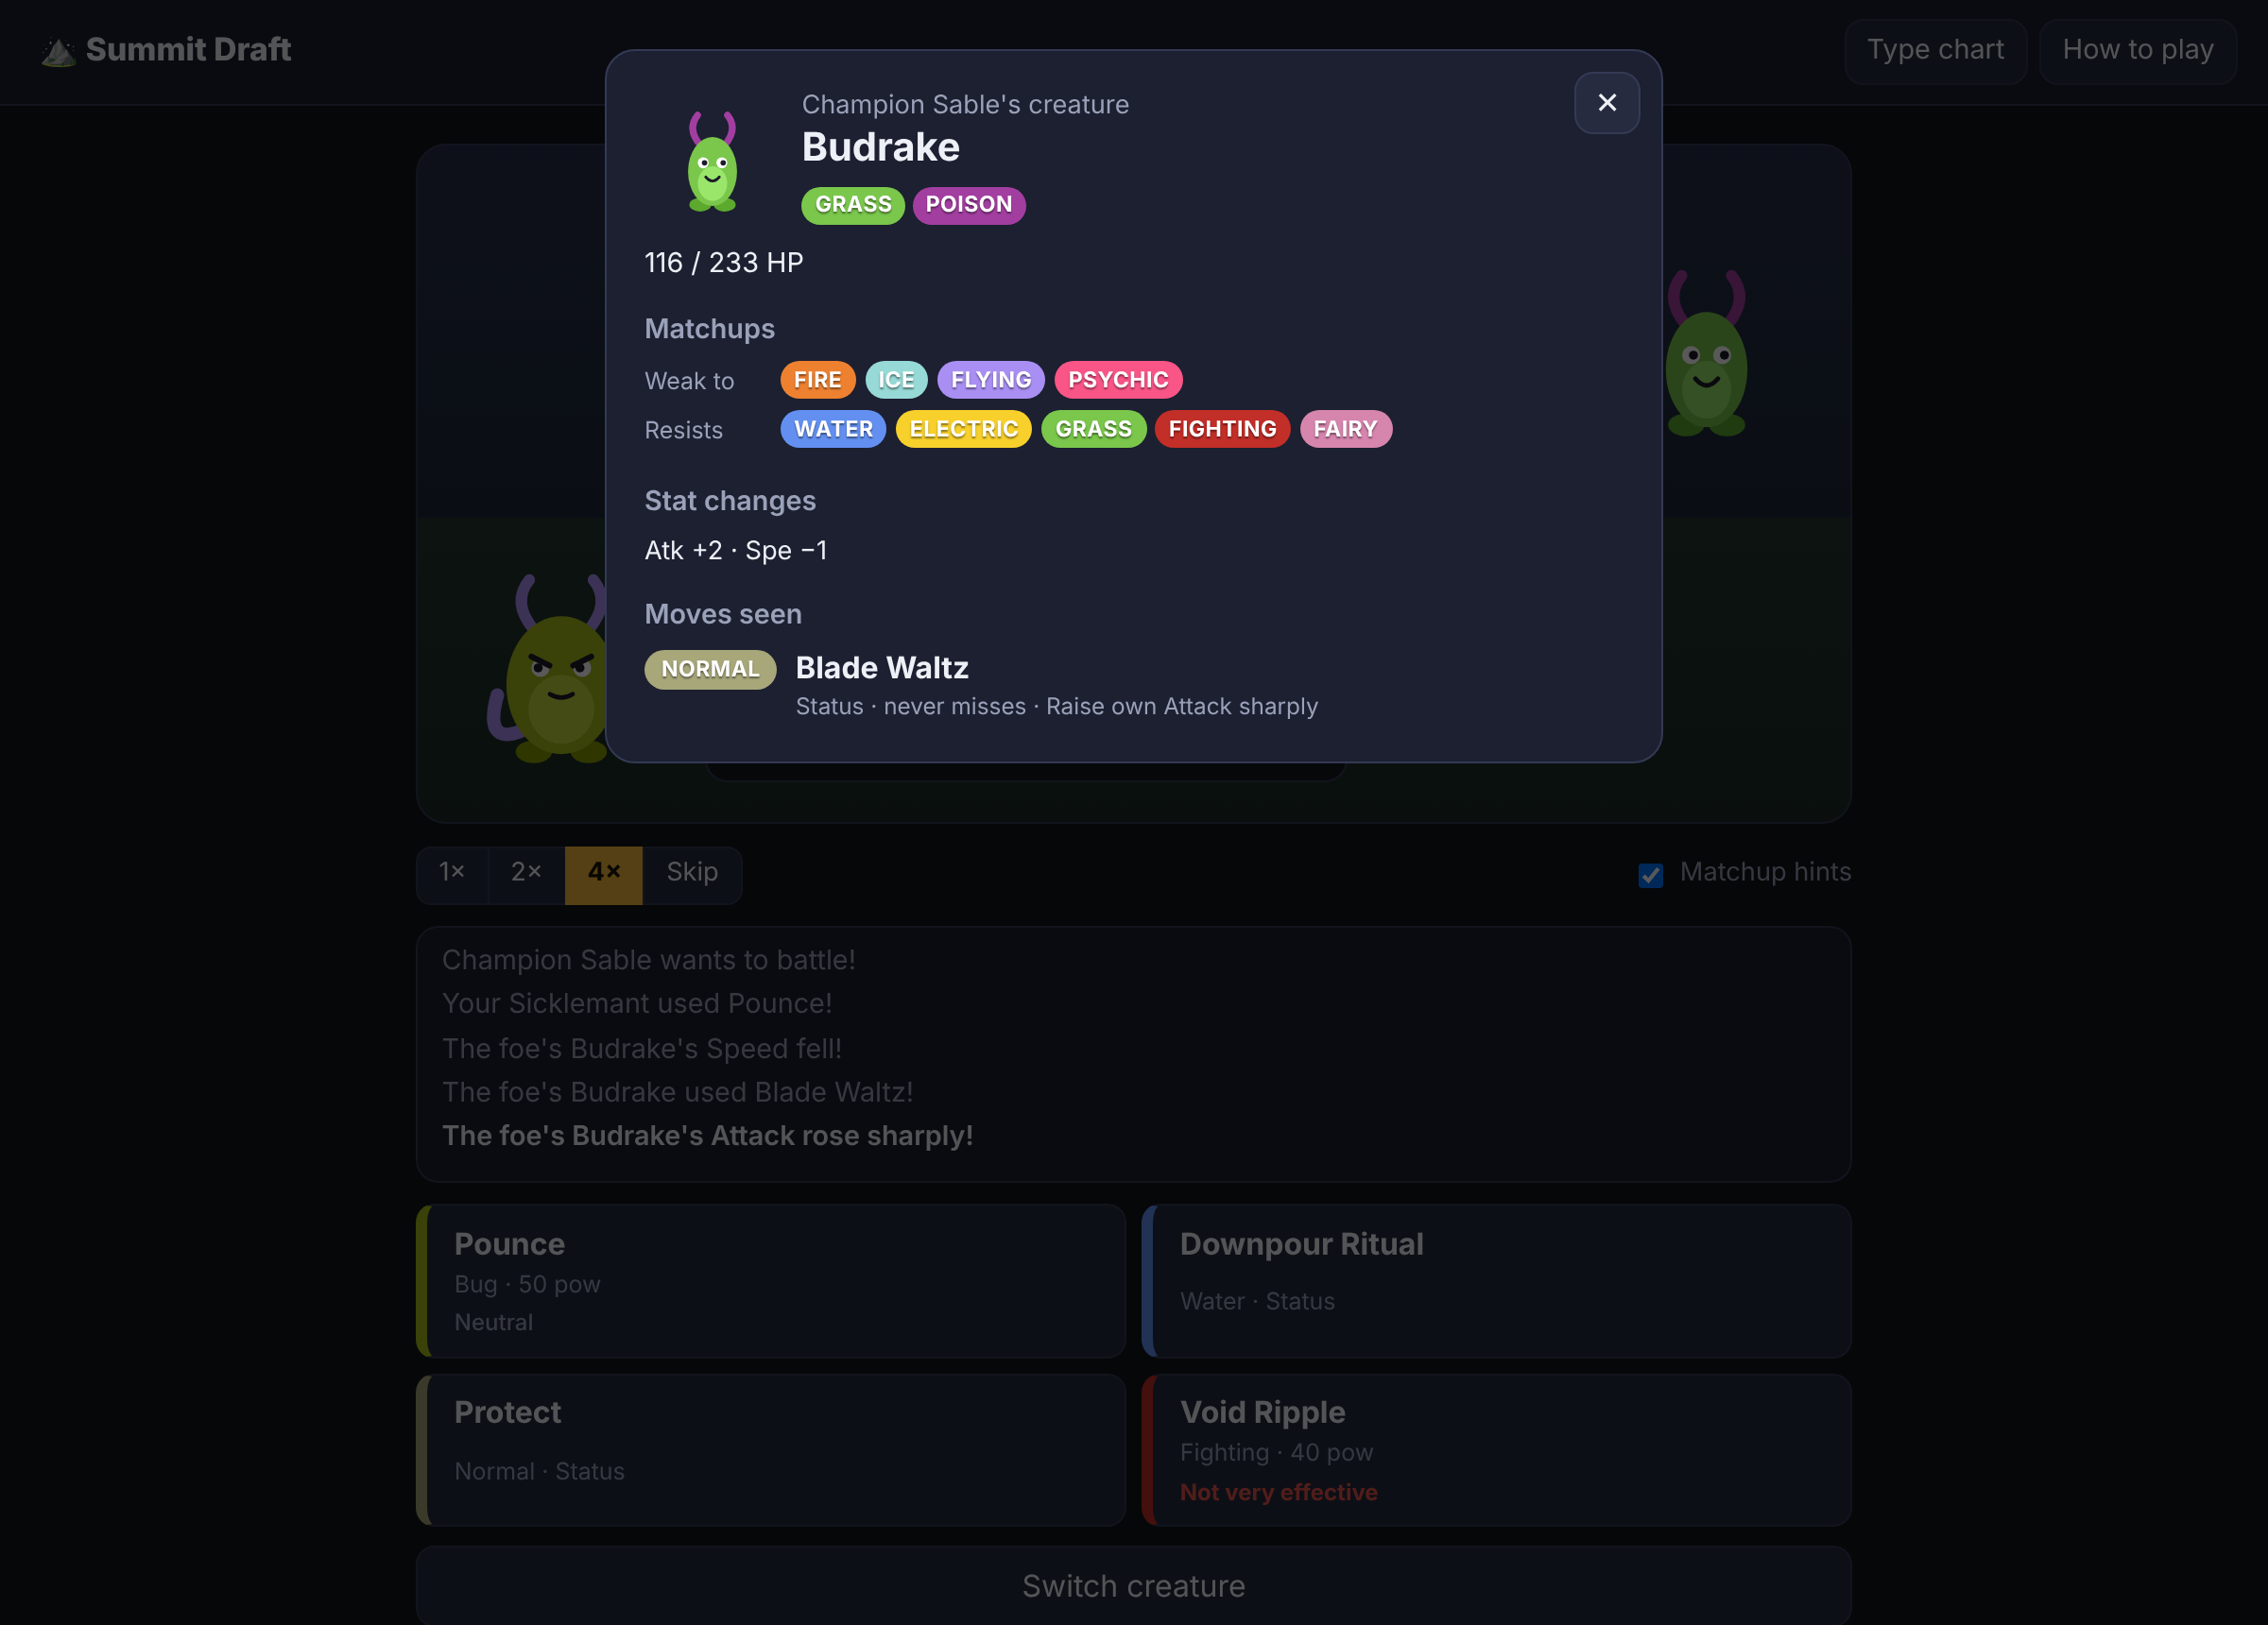 Summit Draft
Type chart
How to play
Champion Sable's creature
Budrake
GRASS POISON
✕
116 / 233 HP
Matchups
Weak to FIRE ICE FLYING PSYCHIC
Resists WATER ELECTRIC GRASS FIGHTING FAIRY
Stat changes
Atk +2 · Spe −1
Moves seen
NORMAL Blade Waltz
Status · never misses · Raise own Attack sharply
1× 2× 4× Skip
Matchup hints
Champion Sable wants to battle!
Your Sicklemant used Pounce!
The foe's Budrake's Speed fell!
The foe's Budrake used Blade Waltz!
The foe's Budrake's Attack rose sharply!
Pounce
Bug · 50 pow
Neutral
Downpour Ritual
Water · Status
Protect
Normal · Status
Void Ripple
Fighting · 40 pow
Not very effective
Switch creature